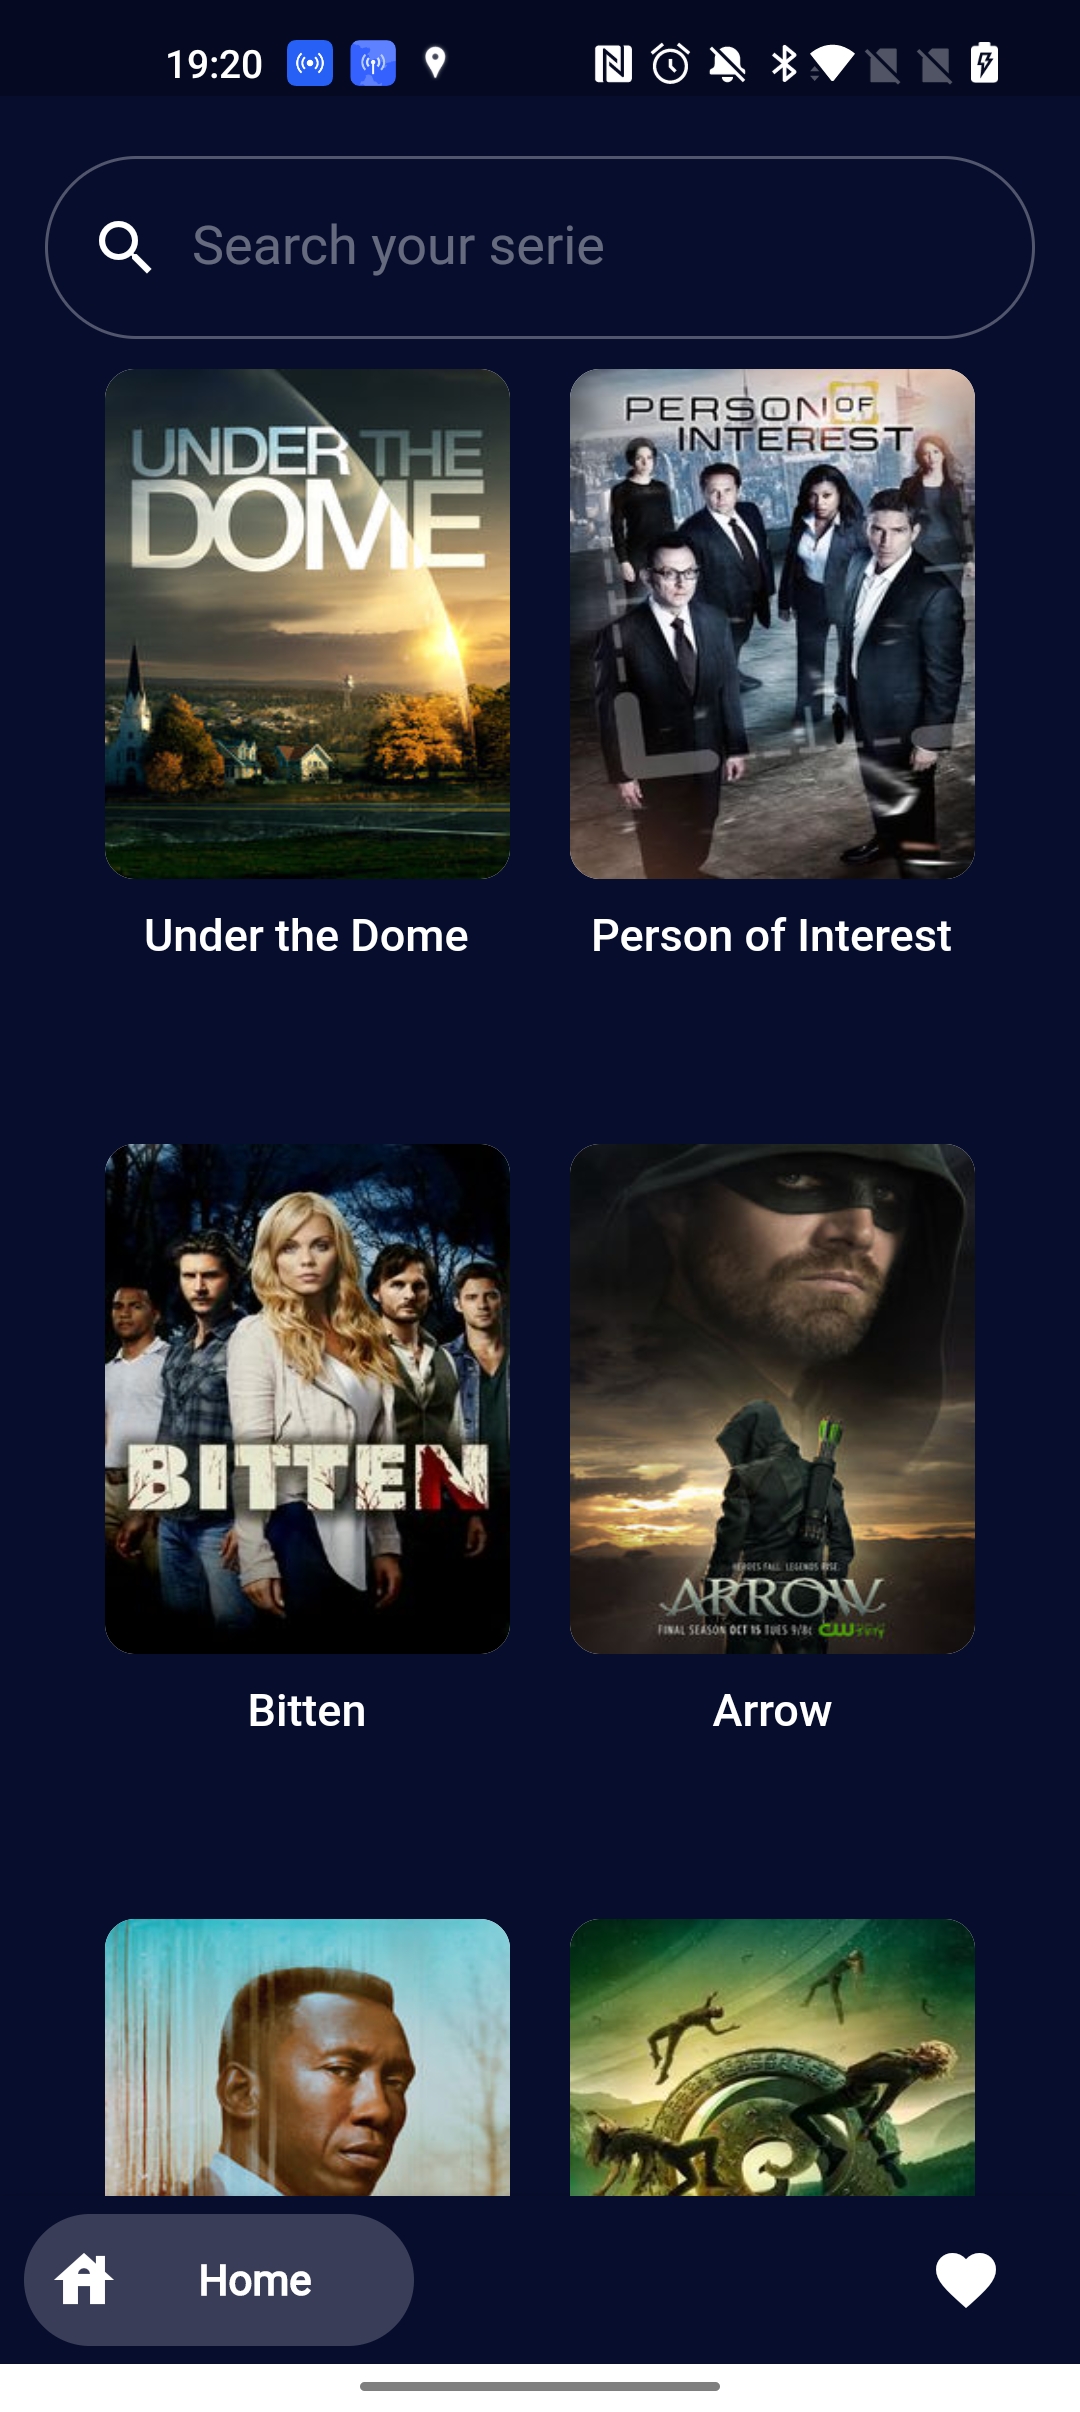 19:20
Search your serie
UNDER THE
DOME
PERSON OF
INTEREST
Under the Dome
Person of Interest
BITTEN
HEROES FALL. LEGENDS RISE.
ARROW
FINAL SEASON OCT 15 TUES 9/8c CW
Bitten
Arrow
Home